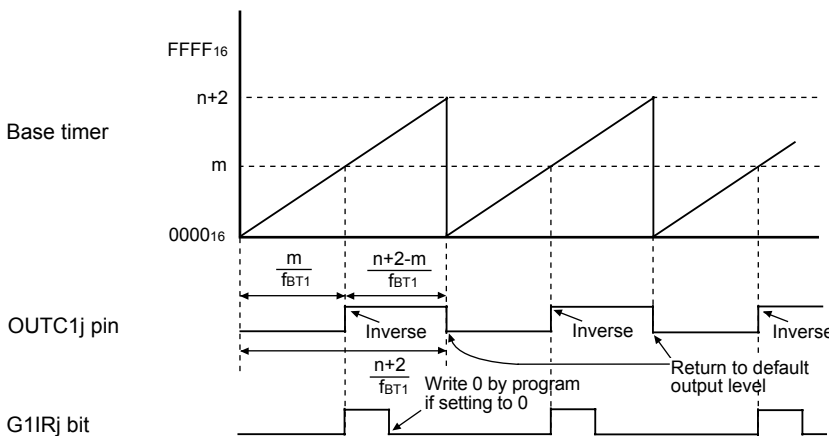 FFFF16
n+2
Base timer
m
000016
m
fBT1
n+2-m
fBT1
OUTC1j pin
Inverse
Inverse
Inverse
n+2
fBT1
Return to default
output level
Write 0 by program
if setting to 0
G1IRj bit